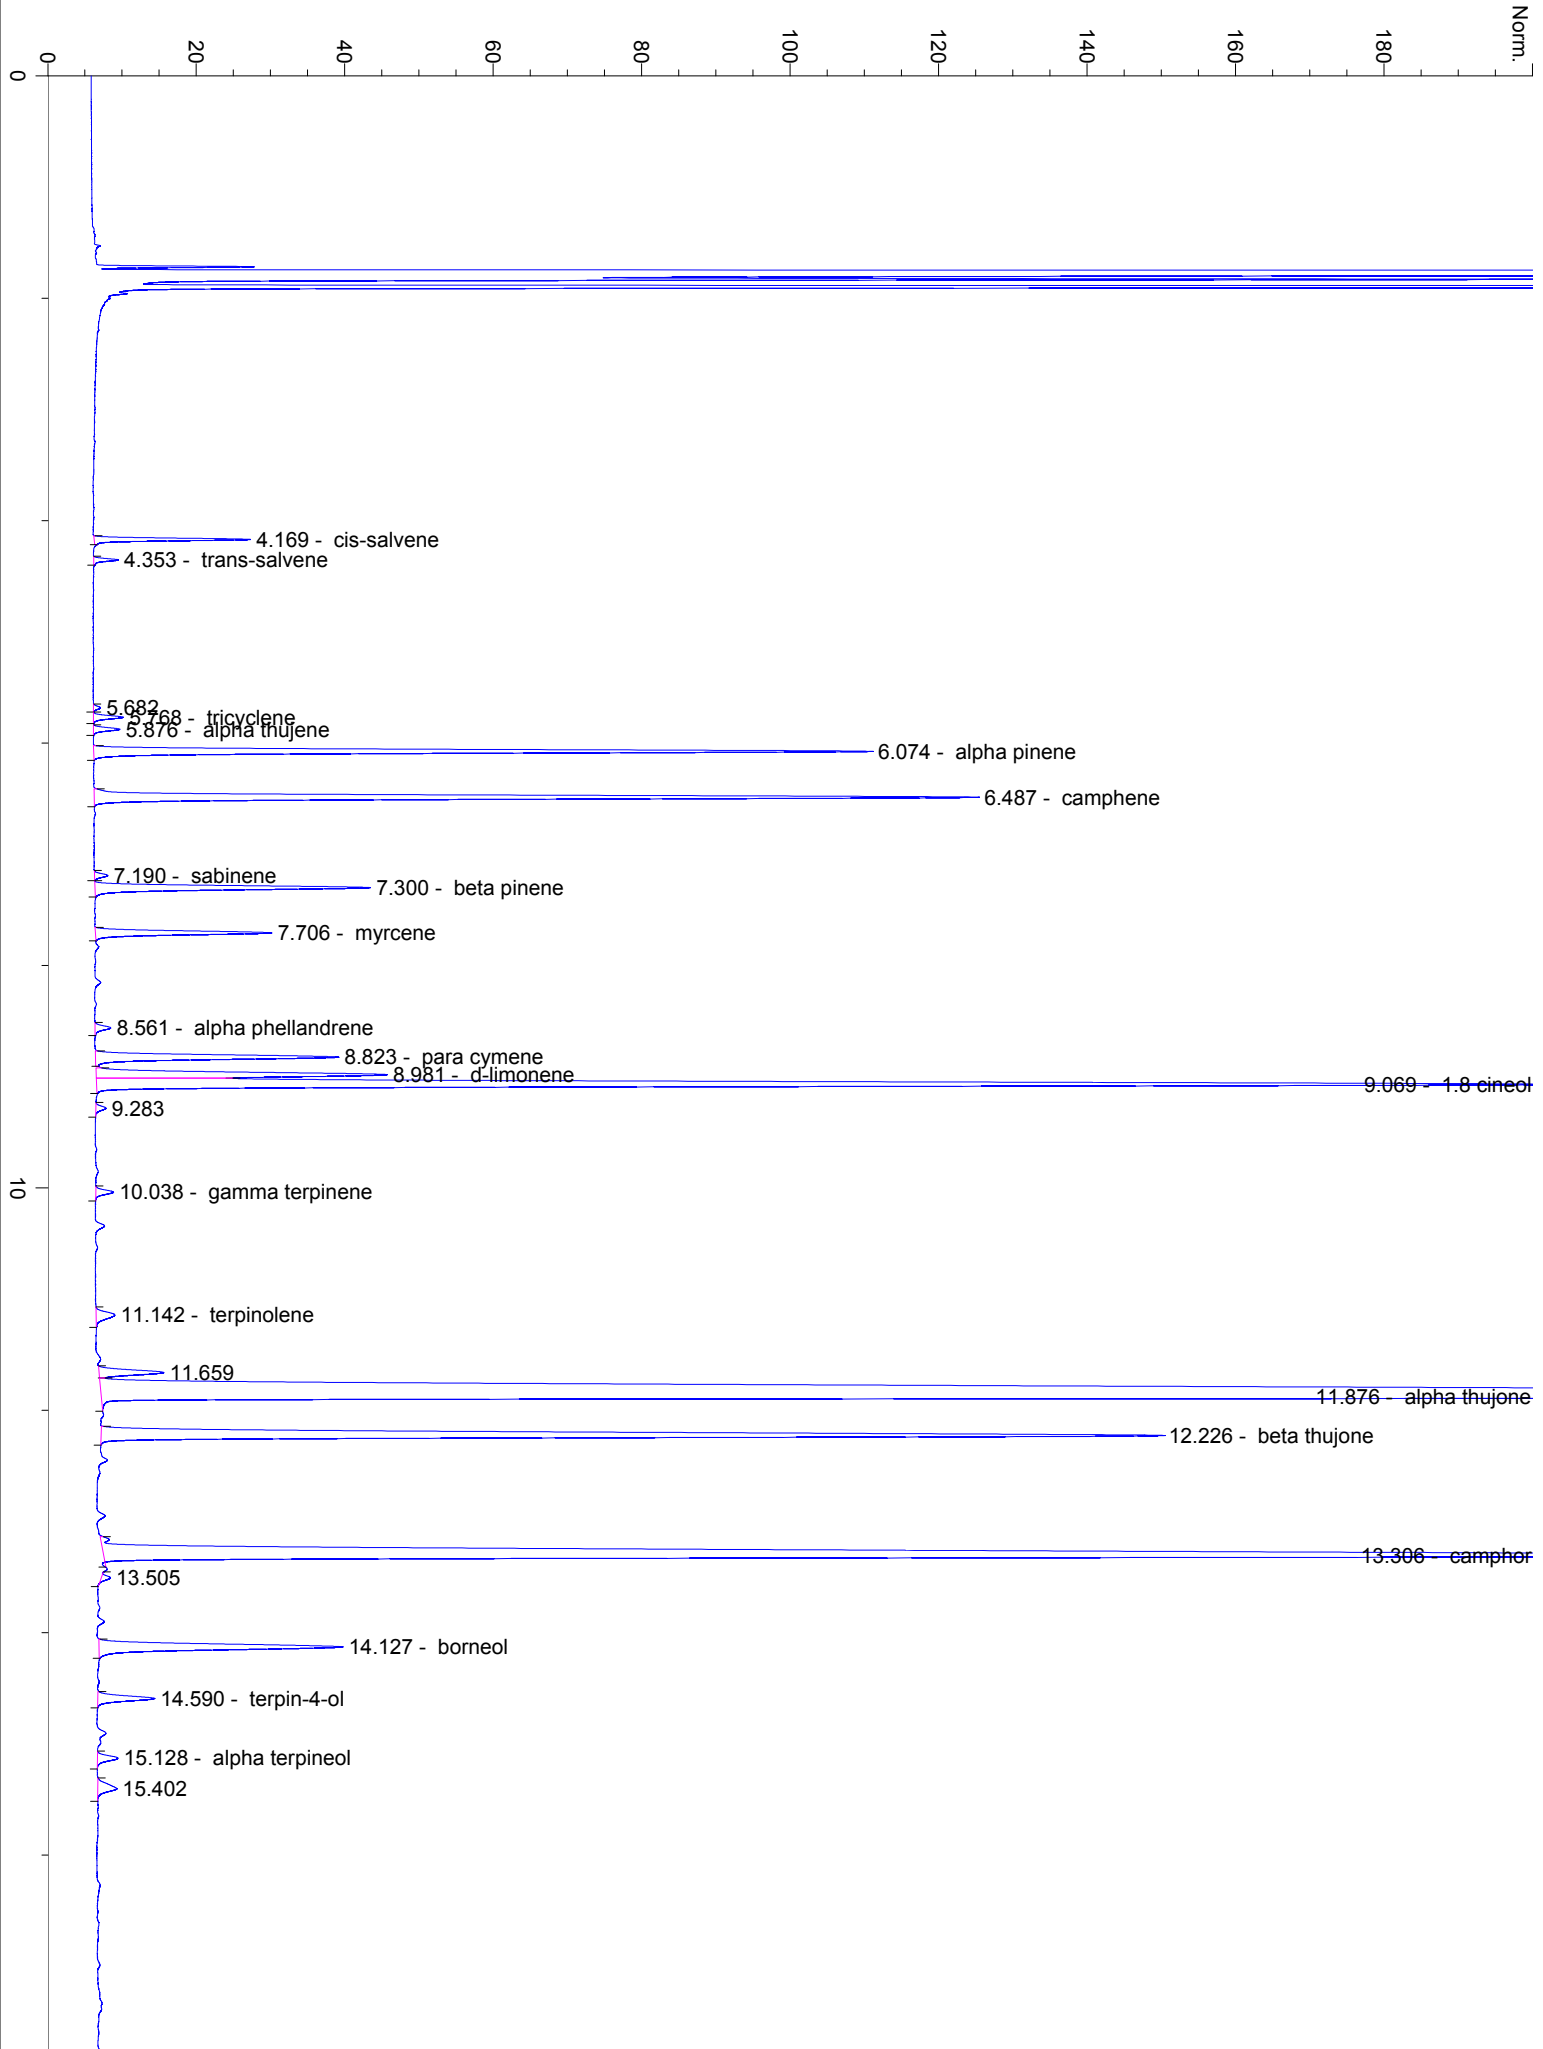 Norm.
0
20
40
60
80
100
120
140
160
180
0
4.169 - cis-salvene
4.353 - trans-salvene
5.682
5.768 - tricyclene
5.876 - alpha thujene
6.074 - alpha pinene
6.487 - camphene
7.190 - sabinene
7.300 - beta pinene
7.706 - myrcene
8.561 - alpha phellandrene
8.823 - para cymene
8.981 - d-limonene
9.069 - 1.8 cineol
9.283
10
10.038 - gamma terpinene
11.142 - terpinolene
11.659
11.876 - alpha thujone
12.226 - beta thujone
13.306 - camphor
13.505
14.127 - borneol
14.590 - terpin-4-ol
15.128 - alpha terpineol
15.402